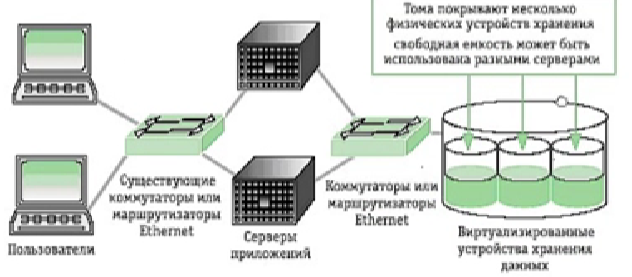 Тома покрывают несколько
физических устройств хранения
свободная емкость может быть
использована разными серверами
Существующие
коммутаторы или
маршрутизаторы
Ethernet
Коммутаторы или
маршрутизаторы
Ethernet
Пользователи
Серверы
приложений
Виртуализированные
устройства хранения
данных